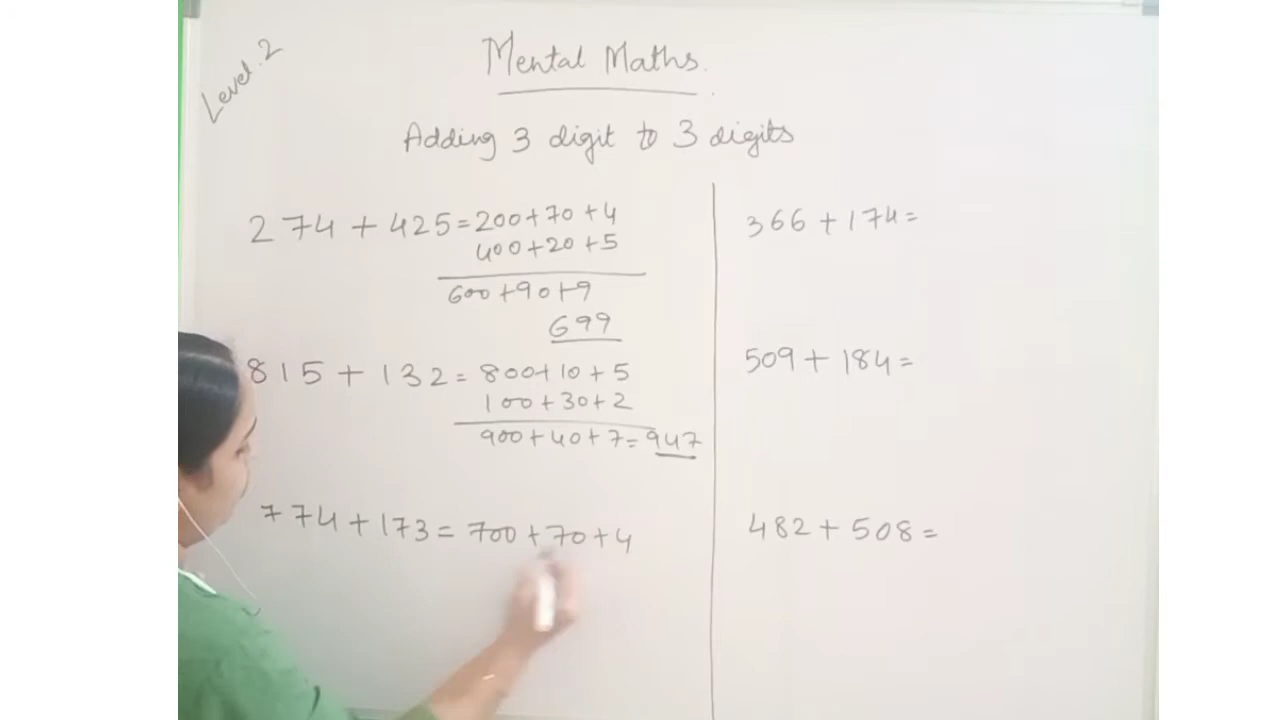 Level.2
Mental Maths.
Adding 3 digit to 3 digits
274 + 425 = 200 + 70 + 4
400 + 20 + 5
600 + 90 + 9
699
815 + 132 = 800 + 10 + 5
100 + 30 + 2
900 + 40 + 7 = 947
774 + 173 = 700 + 70 + 4
366 + 174 =
509 + 184 =
482 + 508 =